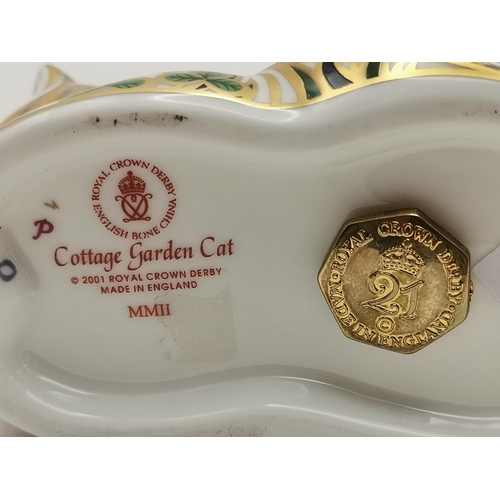 ROYAL CROWN DERBY
ENGLISH BONE CHINA
Cottage Garden Cat
© 2001 ROYAL CROWN DERBY
MADE IN ENGLAND
MMII
P
O
ROYAL CROWN DERBY
21
©
MADE IN ENGLAND